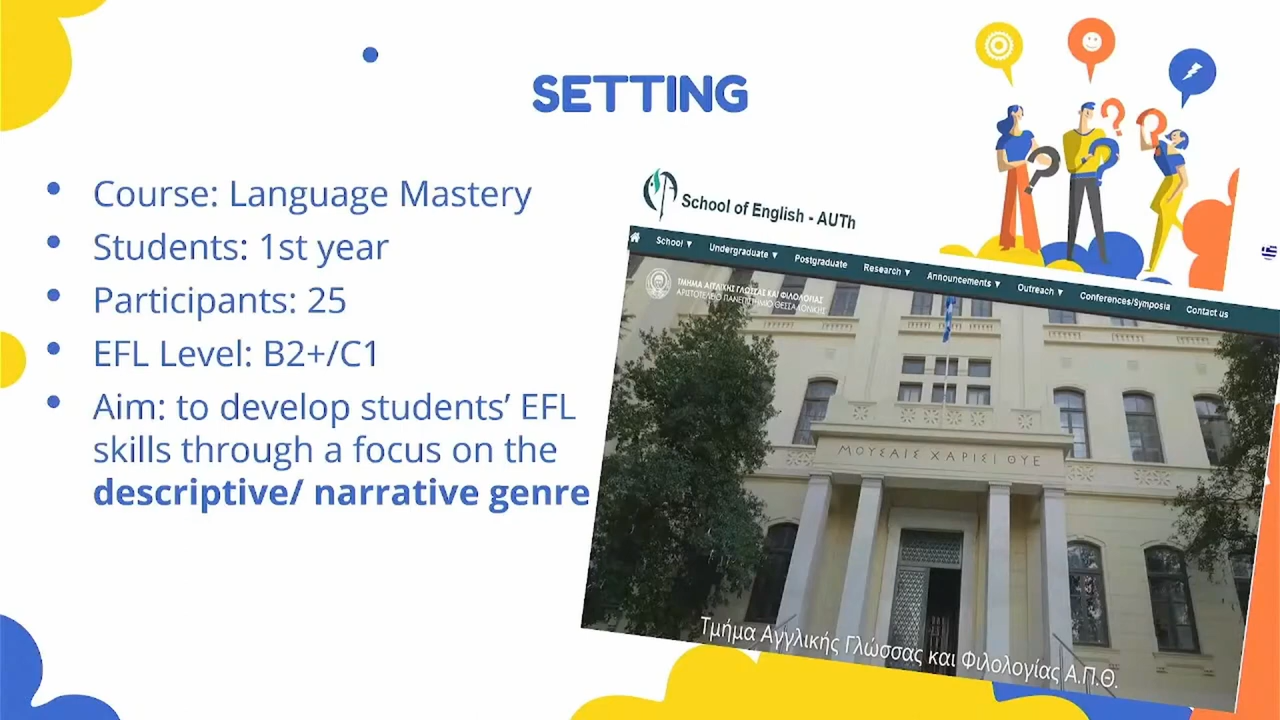 SETTING
• Course: Language Mastery
• Students: 1st year
• Participants: 25
• EFL Level: B2+/C1
• Aim: to develop students’ EFL
skills through a focus on the
descriptive/ narrative genre
School of English - AUTh
School ▼ Undergraduate ▼ Postgraduate Research ▼ Announcements ▼ Outreach ▼ Conferences/Symposia Contact us
ΤΜΗΜΑ ΑΓΓΛΙΚΗΣ ΓΛΩΣΣΑΣ ΚΑΙ ΦΙΛΟΛΟΓΙΑΣ
ΑΡΙΣΤΟΤΕΛΕΙΟ ΠΑΝΕΠΙΣΤΗΜΙΟ ΘΕΣΣΑΛΟΝΙΚΗΣ
ΜΟΥΣΑΙΣ ΧΑΡΙΣΙ ΘΥΕ
Τμήμα Αγγλικής Γλώσσας και Φιλολογίας Α.Π.Θ.